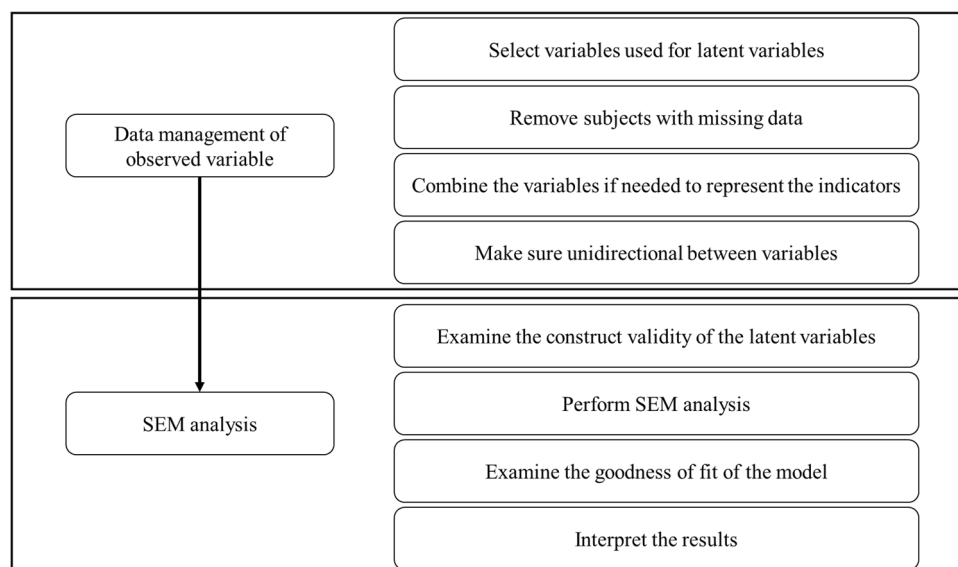 Data management of
observed variable
Select variables used for latent variables
Remove subjects with missing data
Combine the variables if needed to represent the indicators
Make sure unidirectional between variables
SEM analysis
Examine the construct validity of the latent variables
Perform SEM analysis
Examine the goodness of fit of the model
Interpret the results